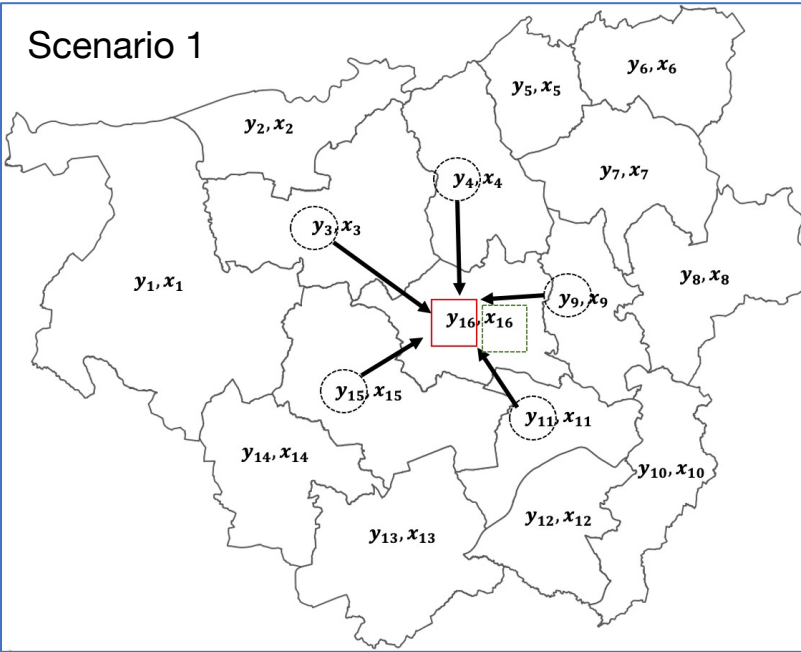 Scenario 1
y₆, x₆
y₅, x₅
y₂, x₂
y₇, x₇
y₄, x₄
y₃, x₃
y₁, x₁
y₈, x₈
y₉, x₉
y₁₆, x₁₆
y₁₅, x₁₅
y₁₁, x₁₁
y₁₄, x₁₄
y₁₀, x₁₀
y₁₂, x₁₂
y₁₃, x₁₃